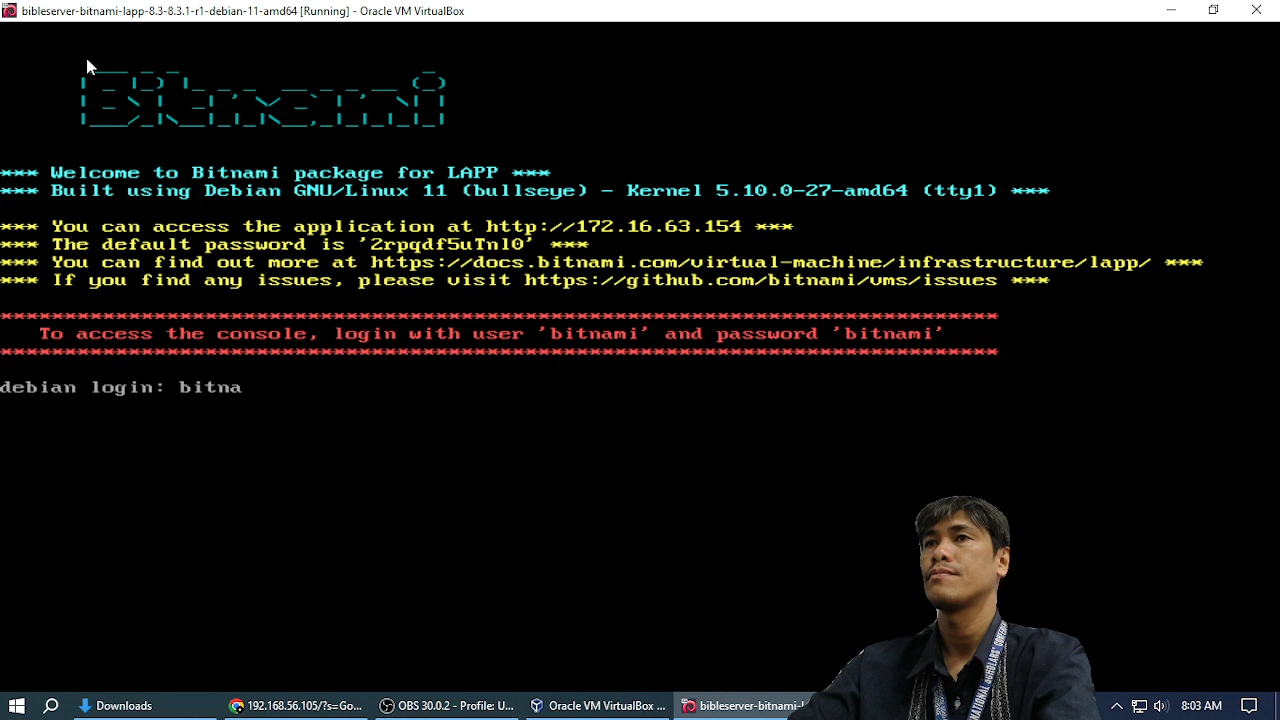 bibleserver-bitnami-lapp-8.3-8.3.1-r1-debian-11-amd64 [Running] - Oracle VM VirtualBox
Bitnami
*** Welcome to Bitnami package for LAPP ***
*** Built using Debian GNU/Linux 11 (bullseye) - Kernel 5.10.0-27-amd64 (tty1) ***
*** You can access the application at http://172.16.63.154 ***
*** The default password is '2rpqdf5uTnl0' ***
*** You can find out more at https://docs.bitnami.com/virtual-machine/infrastructure/lapp/ ***
*** If you find any issues, please visit https://github.com/bitnami/vms/issues ***
******************************************************************************
To access the console, login with user 'bitnami' and password 'bitnami'
******************************************************************************
debian login: bitna
NATIONAL
Downloads
192.168.56.105/?s=Go...
OBS 30.0.2 - Profile: U...
Oracle VM VirtualBox ...
bibleserver-bitnami-l
8:03 AM